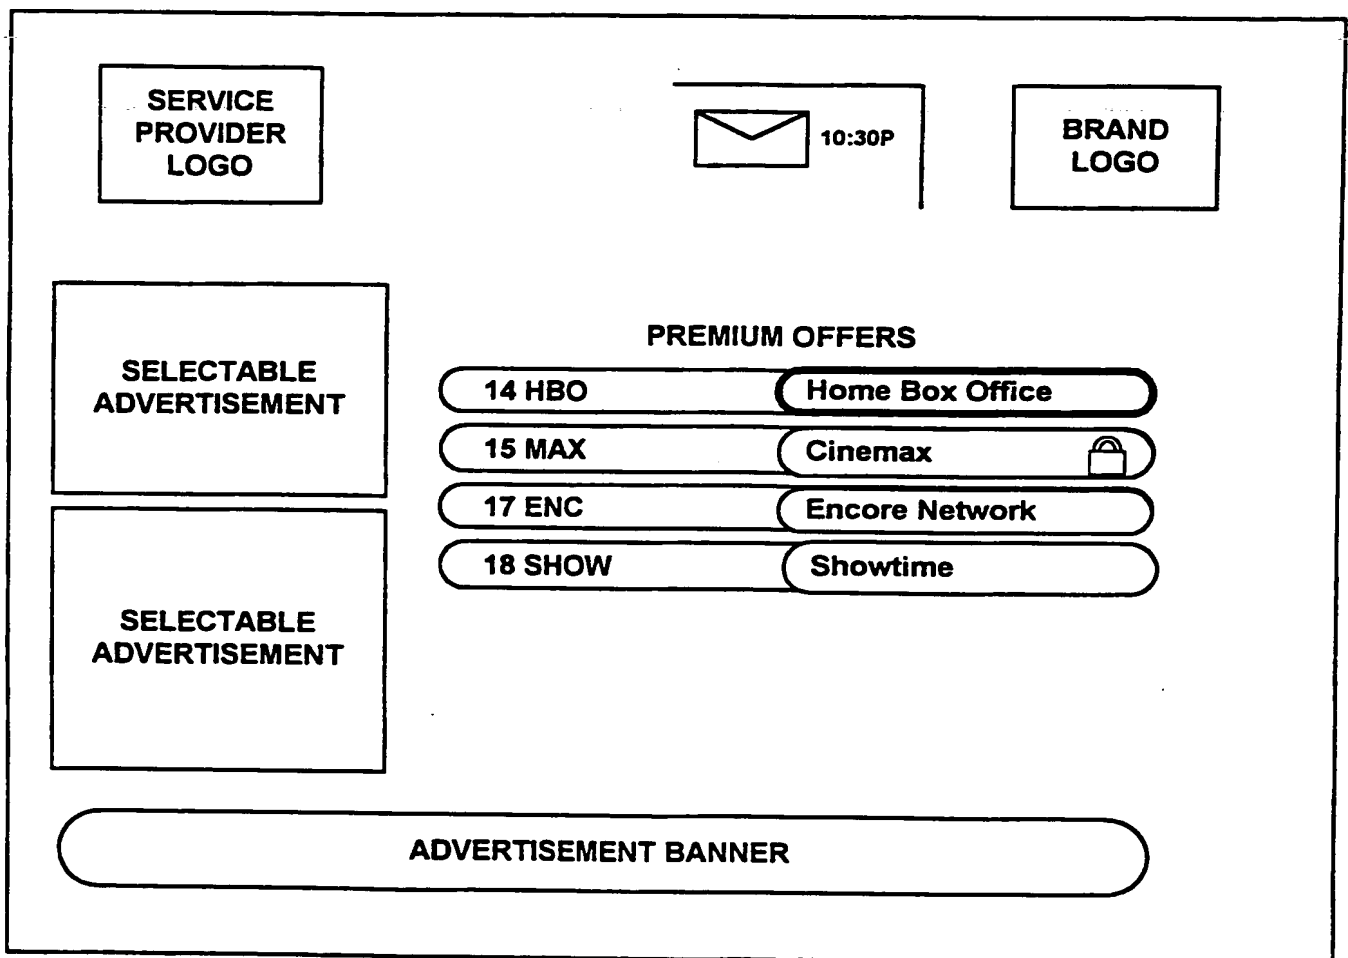 SERVICE
PROVIDER
LOGO
10:30P
BRAND
LOGO
SELECTABLE
ADVERTISEMENT
PREMIUM OFFERS
14 HBO Home Box Office
15 MAX Cinemax
17 ENC Encore Network
18 SHOW Showtime
SELECTABLE
ADVERTISEMENT
ADVERTISEMENT BANNER